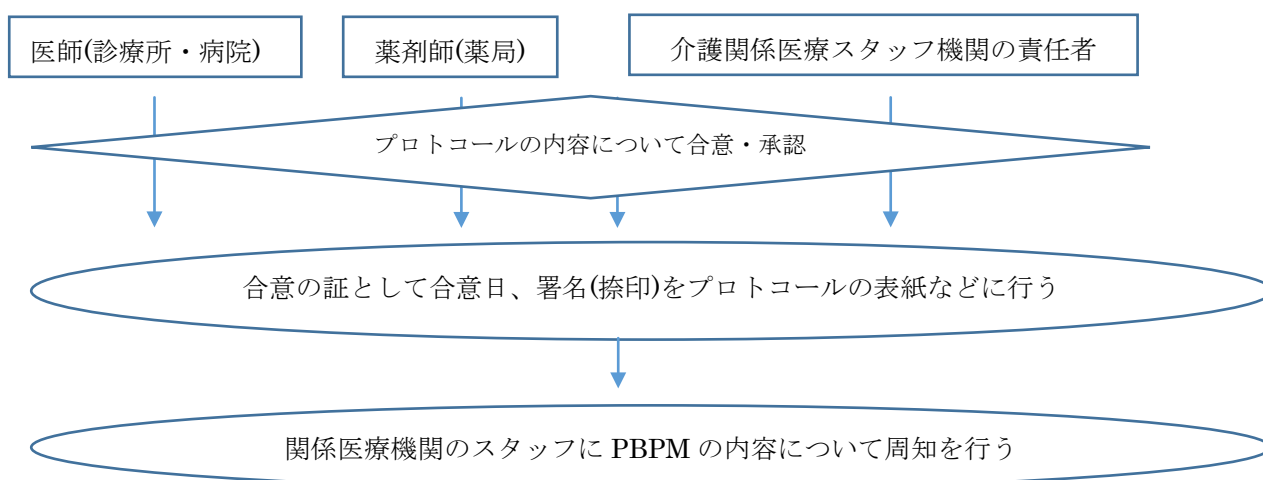 医師(診療所・病院)
薬剤師(薬局)
介護関係医療スタッフ機関の責任者
プロトコールの内容について合意・承認
合意の証として合意日、署名(捺印)をプロトコールの表紙などに行う
関係医療機関のスタッフに PBPM の内容について周知を行う